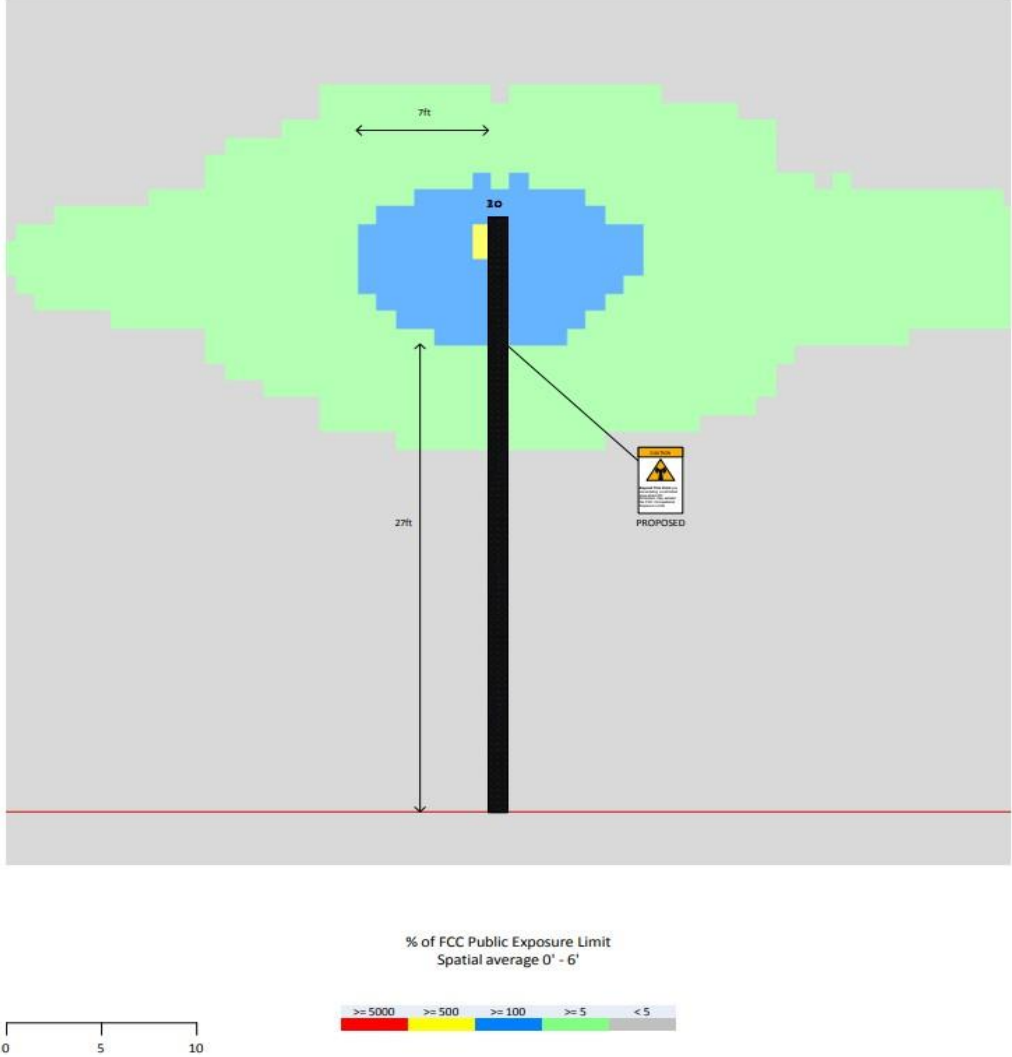 7ft
30
CAUTION
27ft
PROPOSED
% of FCC Public Exposure Limit
Spatial average 0' - 6'
>= 5000 >= 500 >= 100 >= 5 < 5
0 5 10